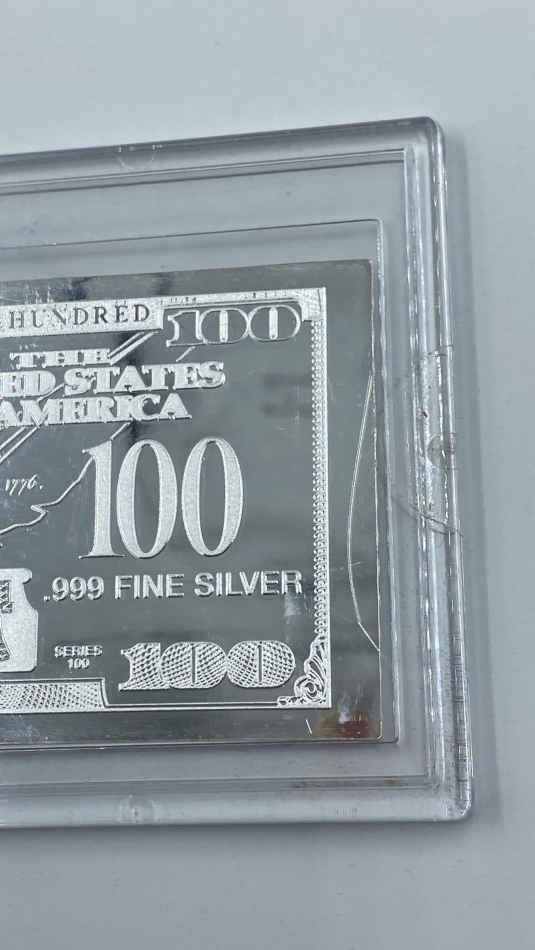 HUNDRED 100
THE
ED STATES
AMERICA
1776.
100
.999 FINE SILVER
SERIES
100
100